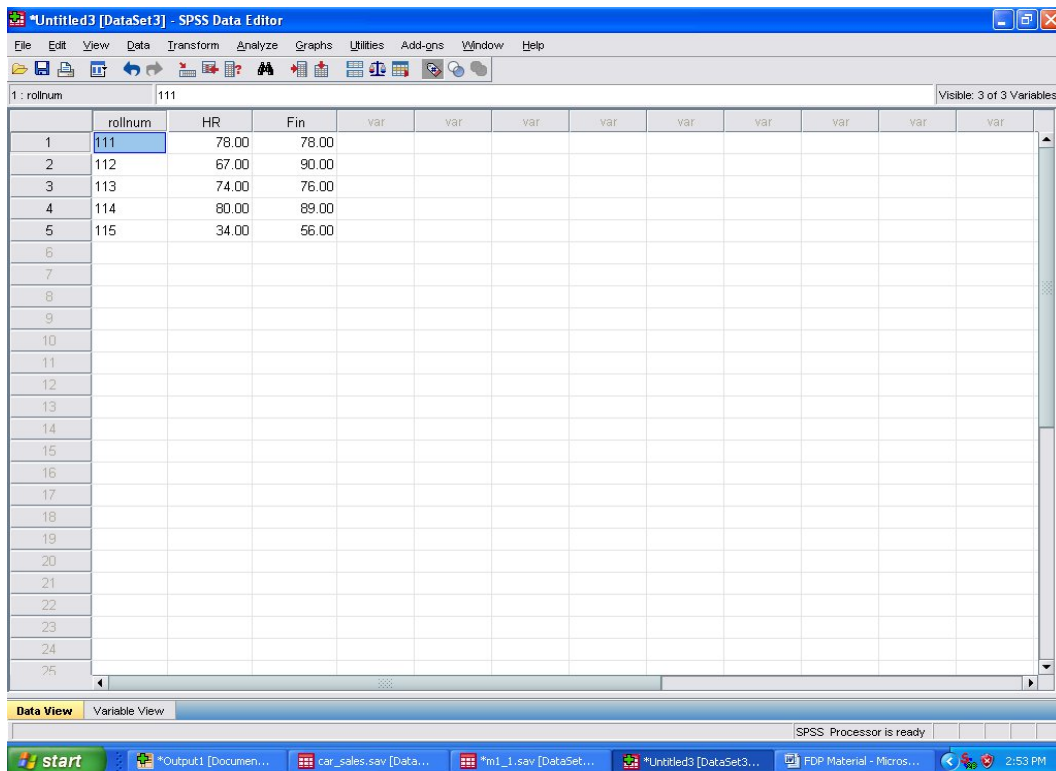 *Untitled3 [DataSet3] - SPSS Data Editor
File Edit View Data Transform Analyze Graphs Utilities Add-ons Window Help
1 : rollnum 111 Visible: 3 of 3 Variables
rollnum HR Fin var var var var var var var var var
1 111 78.00 78.00
2 112 67.00 90.00
3 113 74.00 76.00
4 114 80.00 89.00
5 115 34.00 56.00
6
7
8
9
10
11
12
13
14
15
16
17
18
19
20
21
22
23
24
25
Data View Variable View
SPSS Processor is ready
start *Output1 [Documen... car_sales.sav [Data... *m1_1.sav [DataSet... *Untitled3 [DataSet3... FDP Material - Micros... 2:53 PM